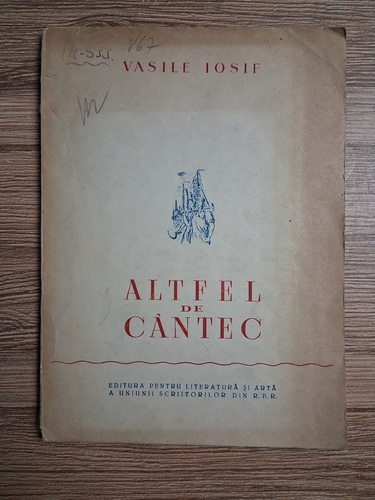 VASILE IOSIF
ALTFEL
DE
CÂNTEC
EDITURA PENTRU LITERATURĂ ȘI ARTĂ
A UNIUNII SCRIITORILOR DIN R.P.R.